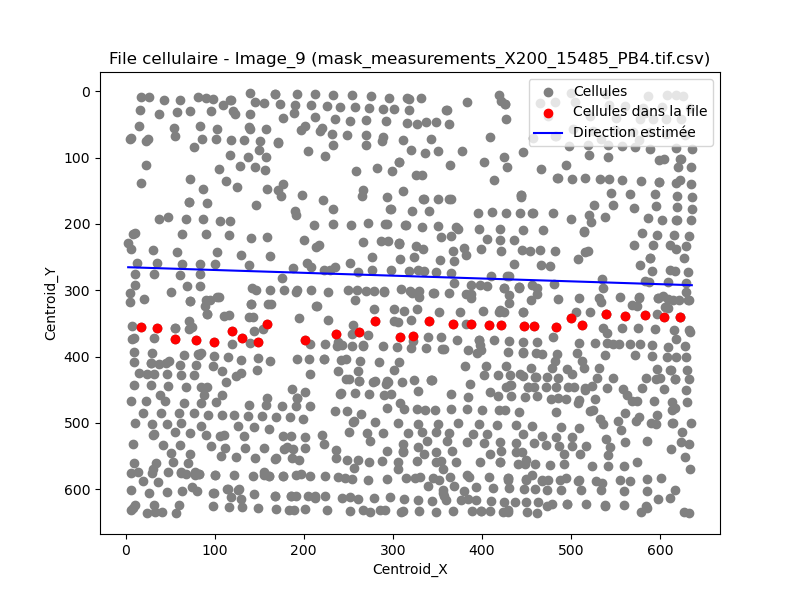 File cellulaire - Image_9 (mask_measurements_X200_15485_PB4.tif.csv)
Cellules
Cellules dans la file
Direction estimée
Centroid_Y
0
100
200
300
400
500
600
0 100 200 300 400 500 600
Centroid_X